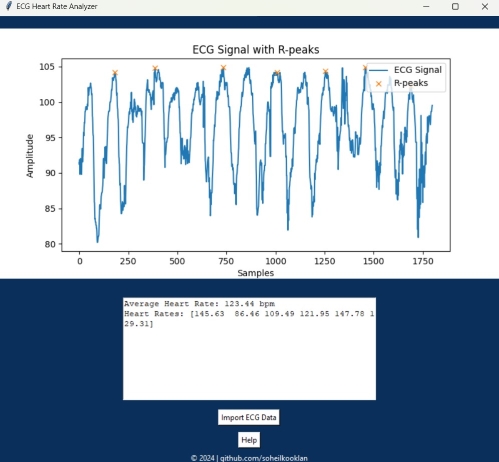 ECG Heart Rate Analyzer
ECG Signal with R-peaks
105
100
95
90
85
80
Amplitude
ECG Signal
R-peaks
0
250
500
750
1000
1250
1500
1750
Samples
Average Heart Rate: 123.44 bpm
Heart Rates: [145.63  86.46 109.49 121.95 147.78 1
29.31]
Import ECG Data
Help
© 2024 | github.com/soheilkooklan